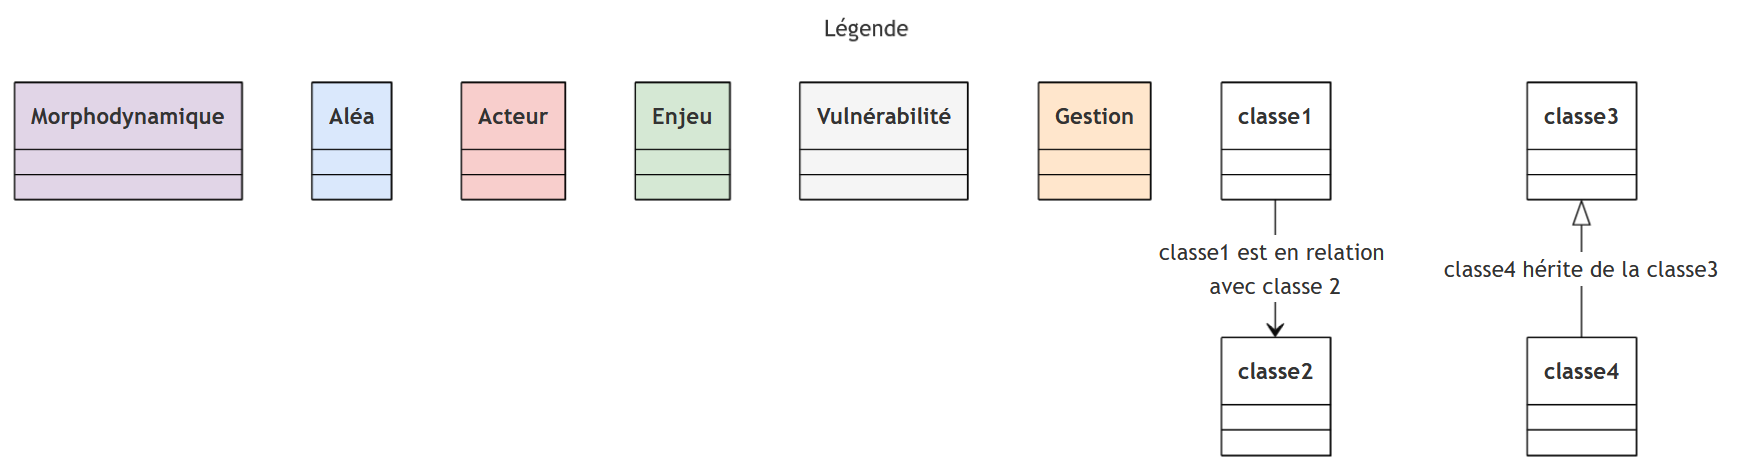 Légende
Morphodynamique
Aléa
Acteur
Enjeu
Vulnérabilité
Gestion
classe1
classe3
classe1 est en relation
avec classe 2
classe4 hérite de la classe3
classe2
classe4